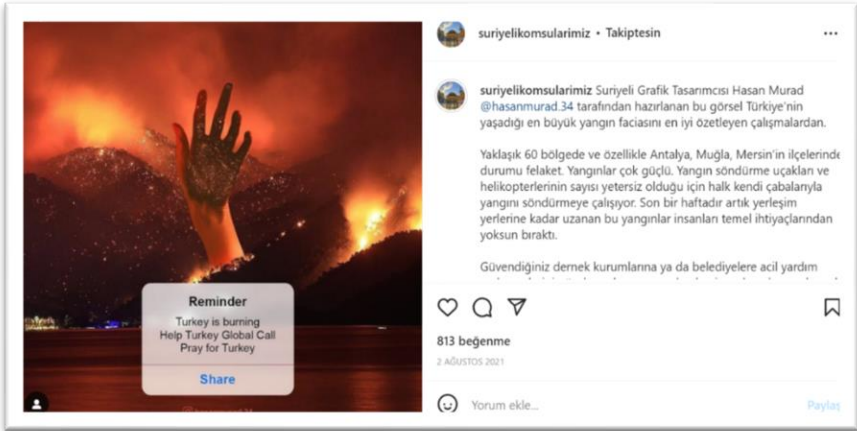 suriyelikomsularimiz • Takiptesin
suriyelikomsularimiz Suriyeli Grafik Tasarımcısı Hasan Murad
@hasanmurad.34 tarafından hazırlanan bu görsel Türkiye'nin
yaşadığı en büyük yangın faciasını en iyi özetleyen çalışmalardan.
Yaklaşık 60 bölgede ve özellikle Antalya, Muğla, Mersin'in ilçelerinde
durumu felaket. Yangınlar çok güçlü. Yangın söndürme uçakları ve
helikopterlerinin sayısı yetersiz olduğu için halk kendi çabalarıyla
yangını söndürmeye çalışıyor. Son bir haftadır artık yerleşim
yerlerine kadar uzanan bu yangınlar insanları temel ihtiyaçlarından
yoksun bıraktı.
Güvendiğiniz dernek kurumlarına ya da belediyelere acil yardım
Reminder
Turkey is burning
Help Turkey Global Call
Pray for Turkey
Share
813 beğenme
2 AĞUSTOS 2021
Yorum ekle...
Paylaş